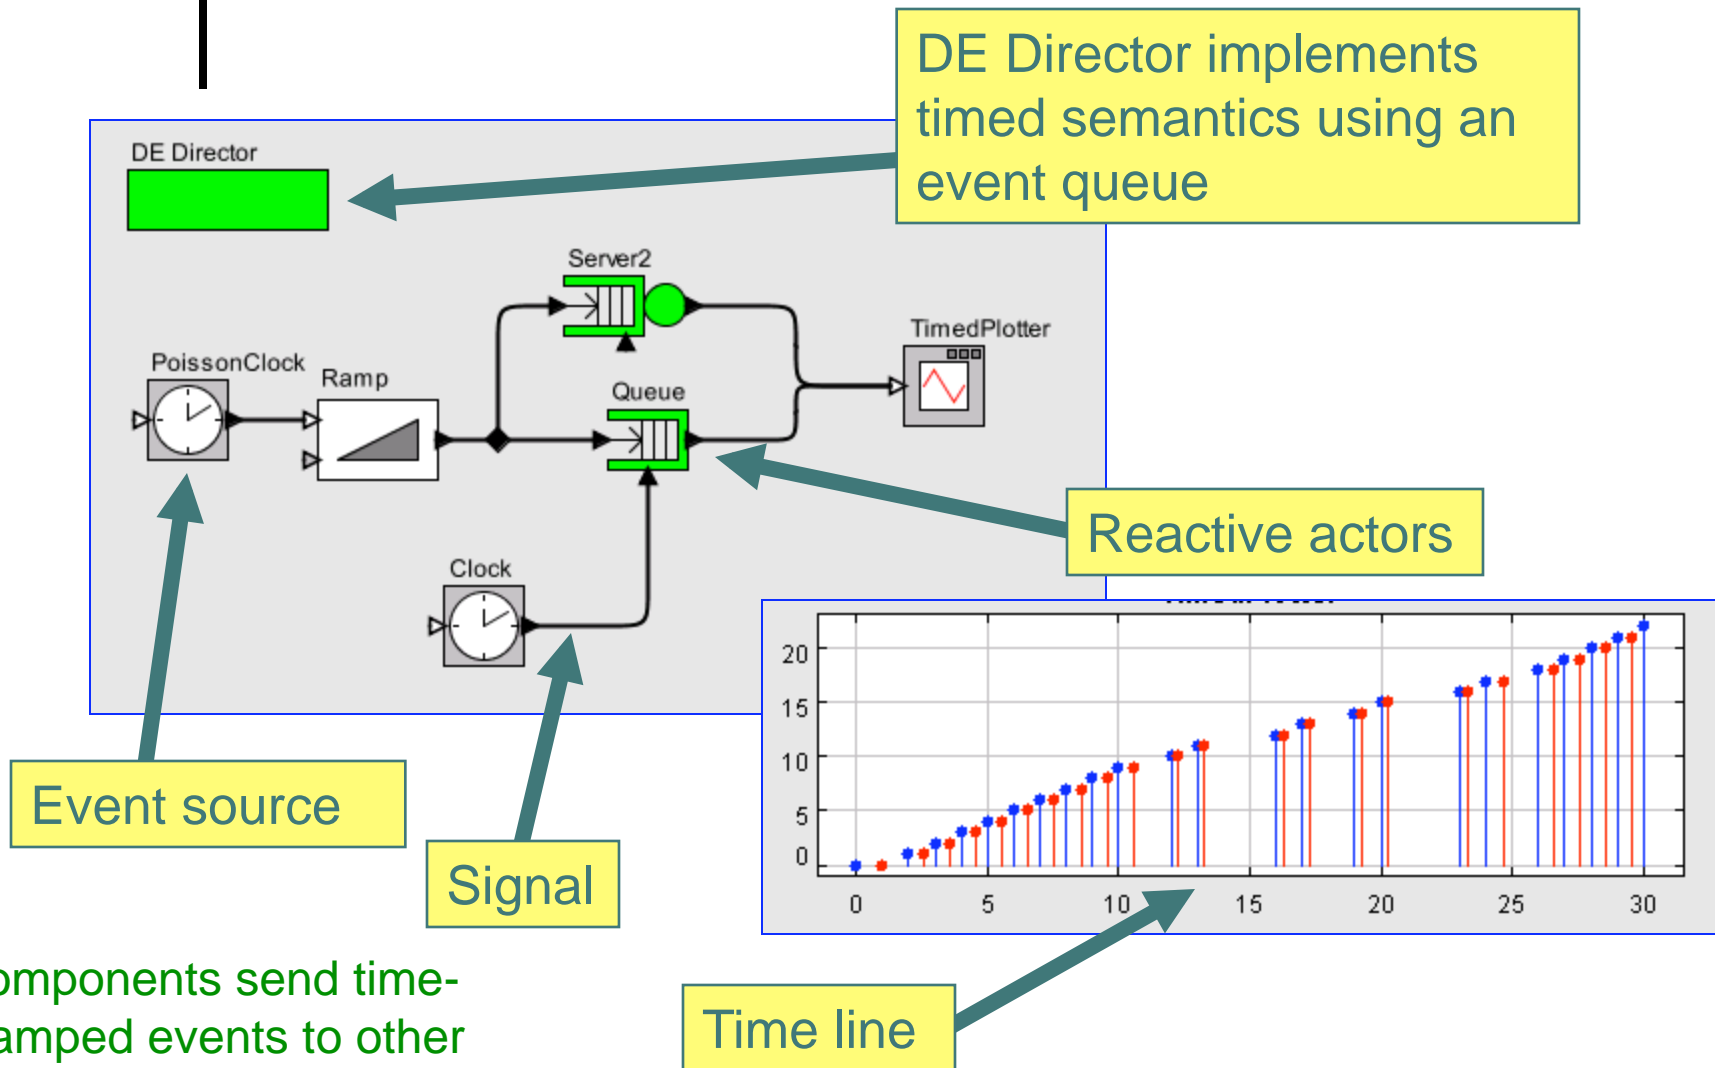 DE Director implements
timed semantics using an
event queue
DE Director
Server2
TimedPlotter
PoissonClock
Ramp
Queue
Reactive actors
Clock
20
15
10
5
0
0 5 10 15 20 25 30
Event source
Signal
Time line
omponents send time-
amped events to other